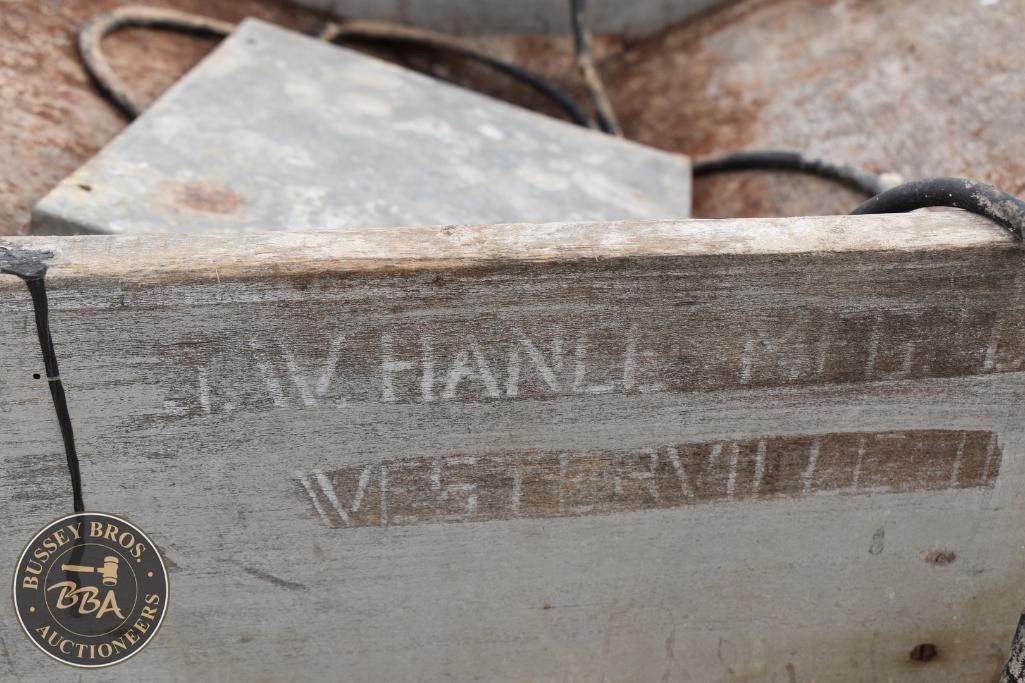 J.W. HANLE
WESTERVILLE
BUSSEY BROS.
BBA
AUCTIONEERS